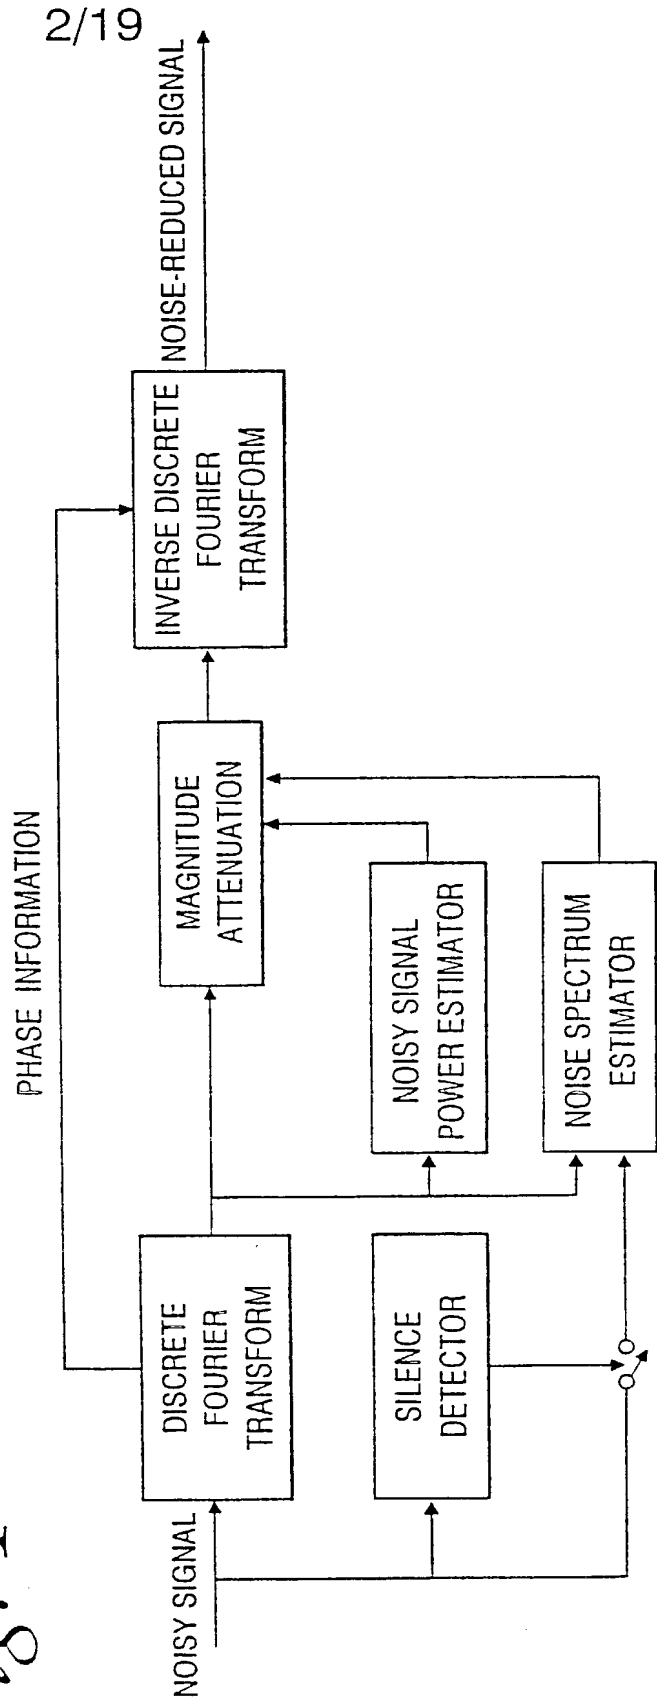 2/19
PHASE INFORMATION
NOISY SIGNAL
DISCRETE
FOURIER
TRANSFORM
MAGNITUDE
ATTENUATION
INVERSE DISCRETE
FOURIER
TRANSFORM
NOISE-REDUCED SIGNAL
SILENCE
DETECTOR
NOISY SIGNAL
POWER ESTIMATOR
NOISE SPECTRUM
ESTIMATOR